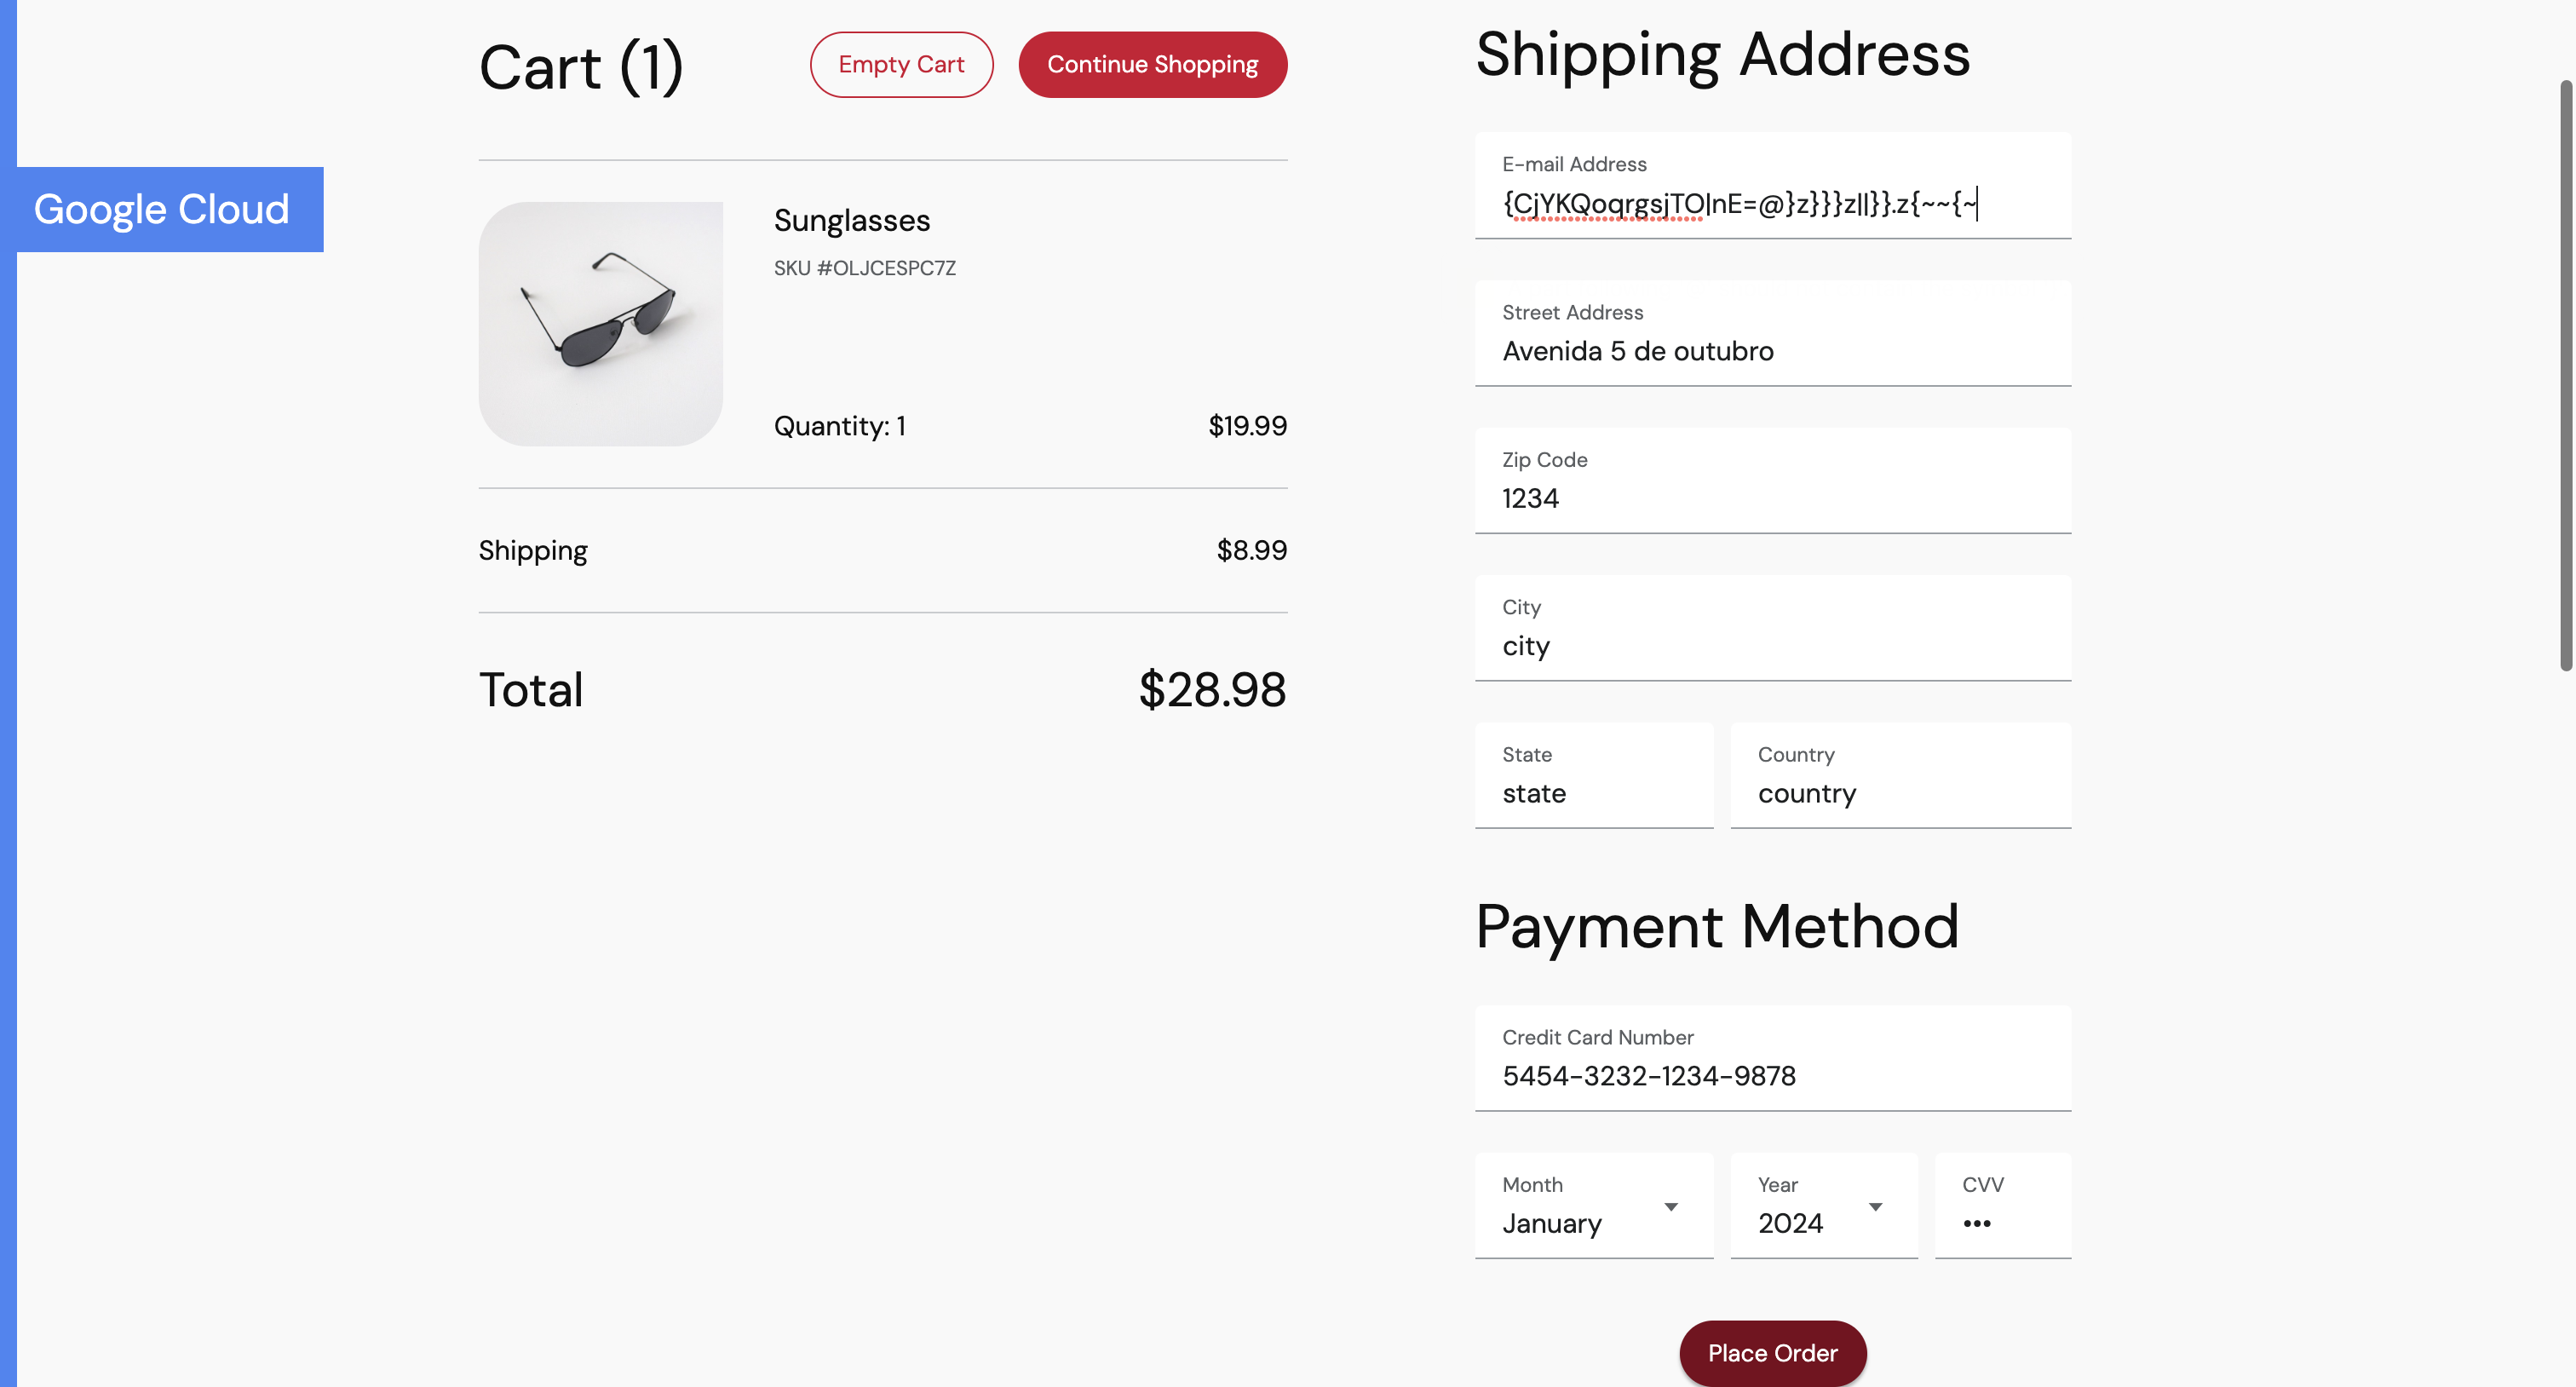 Google Cloud
Cart (1)
Empty Cart
Continue Shopping
Sunglasses
SKU #OLJCESPC7Z
Quantity: 1
$19.99
Shipping
$8.99
Total
$28.98
Shipping Address
E-mail Address
{CjYKQoqrgsjTO|nE=@}z}}}z||}}.z{~~{~
Street Address
Avenida 5 de outubro
Zip Code
1234
City
city
State
state
Country
country
Payment Method
Credit Card Number
5454-3232-1234-9878
Month
January
Year
2024
CVV
•••
Place Order